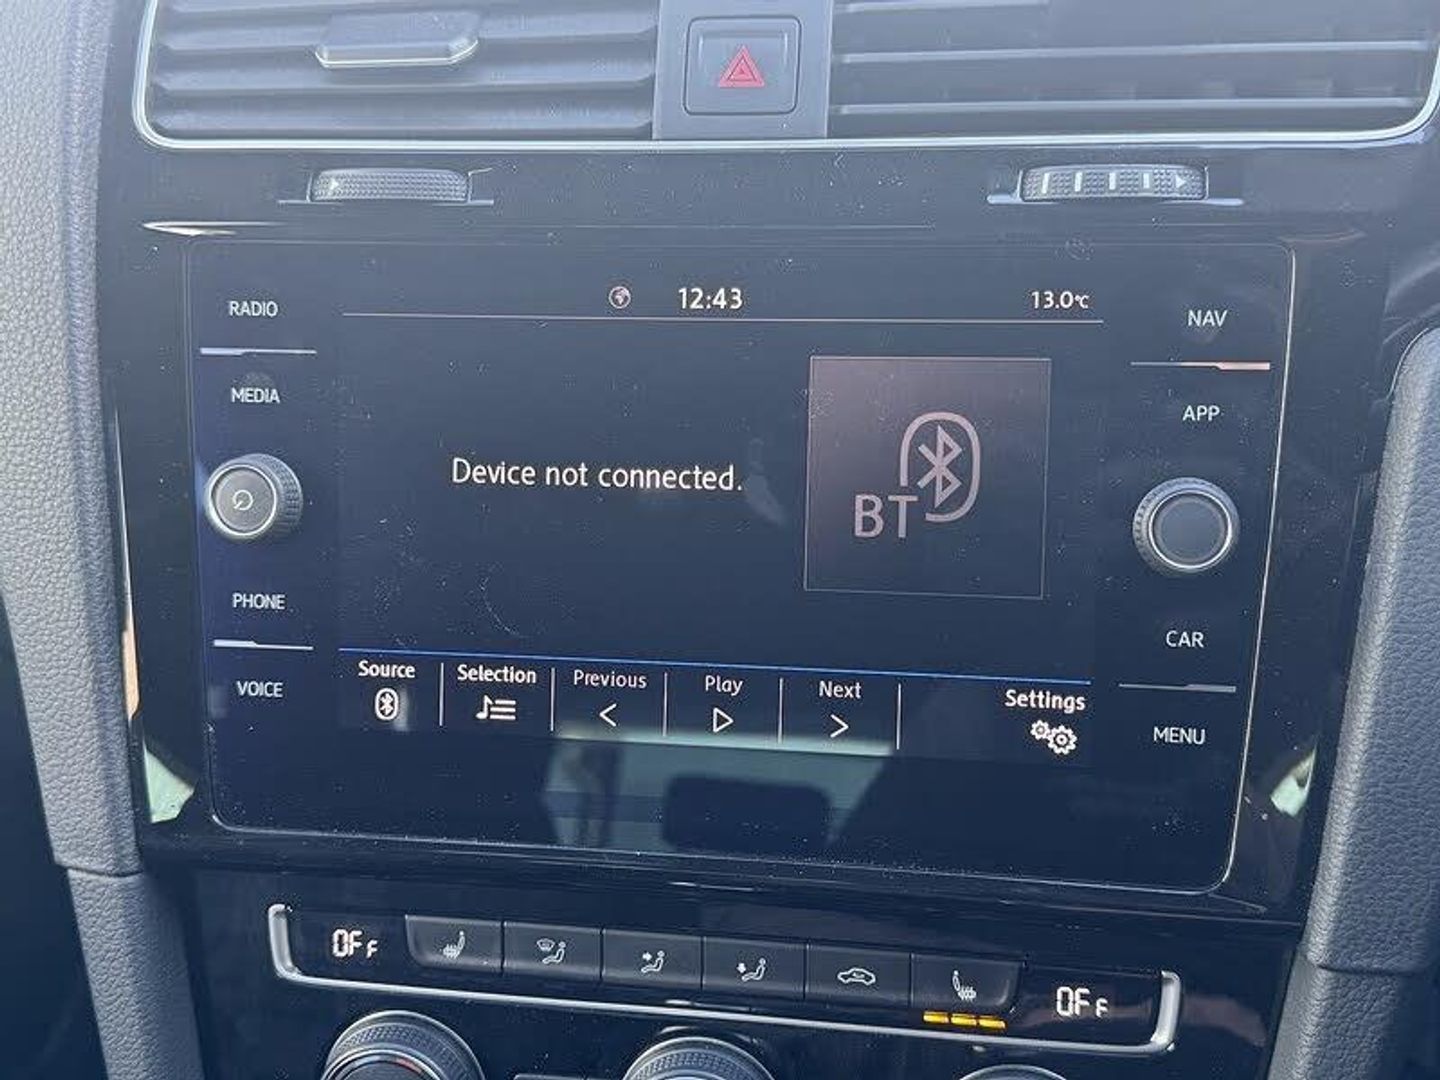 12:43
13.0°C
RADIO
MEDIA
PHONE
VOICE
Device not connected.
BT
NAV
APP
CAR
MENU
Source
Selection
Previous
Play
Next
Settings
OFF
OFF